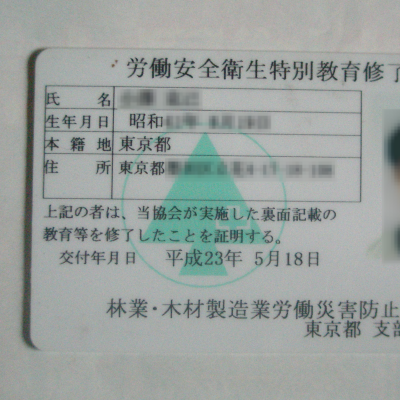 労働安全衛生特別教育修了
氏 名
生年月日 昭和
本籍地 東京都
住 所 東京都
上記の者は、当協会が実施した裏面記載の
教育等を修了したことを証明する。
交付年月日 平成23年 5月18日
林業・木材製造業労働災害防止
東京都 支部